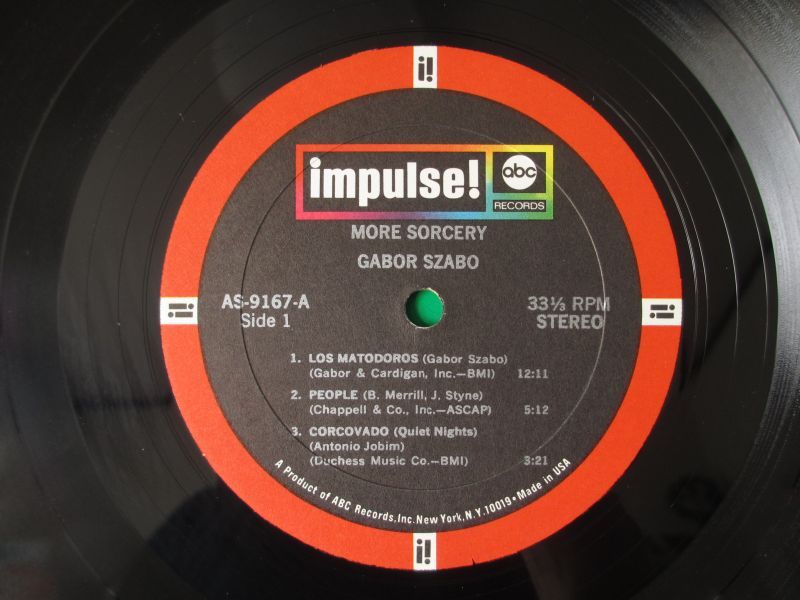 i!
impulse!
abc
RECORDS
MORE SORCERY
GABOR SZABO
AS-9167-A
Side 1
33⅓ RPM
STEREO
i!
i!
1. LOS MATODOROS (Gabor Szabo)
(Gabor & Cardigan, Inc.—BMI) 12:11
2. PEOPLE (B. Merrill, J. Styne)
(Chappell & Co., Inc.—ASCAP) 5:12
3. CORCOVADO (Quiet Nights)
(Antonio Jobim)
(Duchess Music Co.—BMI) 3:21
A Product of ABC Records, Inc. New York, N.Y. 10019 • Made in USA
i!